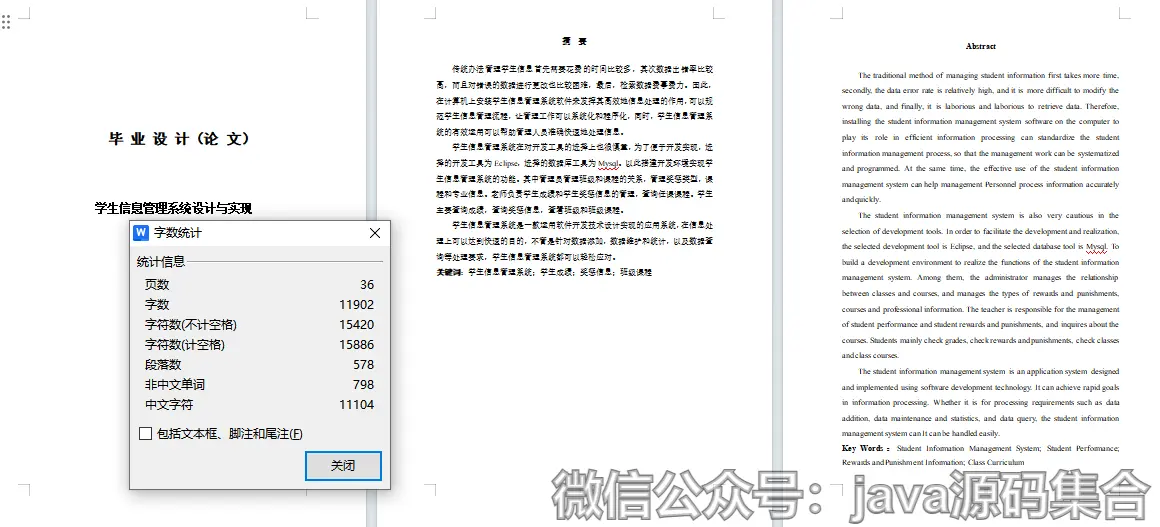 毕 业 设 计 (论 文)
学生信息管理系统设计与实现
字数统计
统计信息
页数 36
字数 11902
字符数(不计空格) 15420
字符数(计空格) 15886
段落数 578
非中文单词 798
中文字符 11104
包括文本框、脚注和尾注(F)
关闭
摘 要
传统办法管理学生信息首先需要花费的时间比较多，其次数据出错率比较
高，而且对错误的数据进行更改也比较困难，最后，检索数据费事费力。因此，
在计算机上安装学生信息管理系统软件来发挥其高效地信息处理的作用，可以规
范学生信息管理流程，让管理工作可以系统化和程序化，同时，学生信息管理系
统的有效运用可以帮助管理人员准确快速地处理信息。
学生信息管理系统在对开发工具的选择上也很慎重，为了便于开发实现，选
择的开发工具为 Eclipse，选择的数据库工具为 Mysql。以此搭建开发环境实现学
生信息管理系统的功能。其中管理员管理班级和课程的关系，管理奖惩类型，课
程和专业信息。老师负责学生成绩和学生奖惩信息的管理，查询任课课程。学生
主要查询成绩，查询奖惩信息，查看班级和班级课程。
学生信息管理系统是一款运用软件开发技术设计实现的应用系统，在信息处
理上可以达到快速的目的，不管是针对数据添加，数据维护和统计，以及数据查
询等处理要求，学生信息管理系统都可以轻松应对。
关键词：学生信息管理系统；学生成绩；奖惩信息；班级课程
Abstract
The traditional method of managing student information first takes more time,
secondly, the data error rate is relatively high, and it is more difficult to modify the
wrong data, and finally, it is laborious and laborious to retrieve data. Therefore,
installing the student information management system software on the computer to
play its role in efficient information processing can standardize the student
information management process, so that the management work can be systematized
and programmed. At the same time, the effective use of the student information
management system can help management Personnel process information accurately
and quickly.
The student information management system is also very cautious in the
selection of development tools. In order to facilitate the development and realization,
the selected development tool is Eclipse, and the selected database tool is Mysql. To
build a development environment to realize the functions of the student information
management system. Among them, the administrator manages the relationship
between classes and courses, and manages the types of rewards and punishments,
courses and professional information. The teacher is responsible for the management
of student performance and student rewards and punishments, and inquires about the
courses. Students mainly check grades, check rewards and punishments, check classes
and class courses.
The student information management system is an application system designed
and implemented using software development technology. It can achieve rapid goals
in information processing. Whether it is for processing requirements such as data
addition, data maintenance and statistics, and data query, the student information
management system can It can be handled easily.
Key Words： Student Information Management System; Student Performance;
Rewards and Punishment Information; Class Curriculum
微信公众号：java源码集合